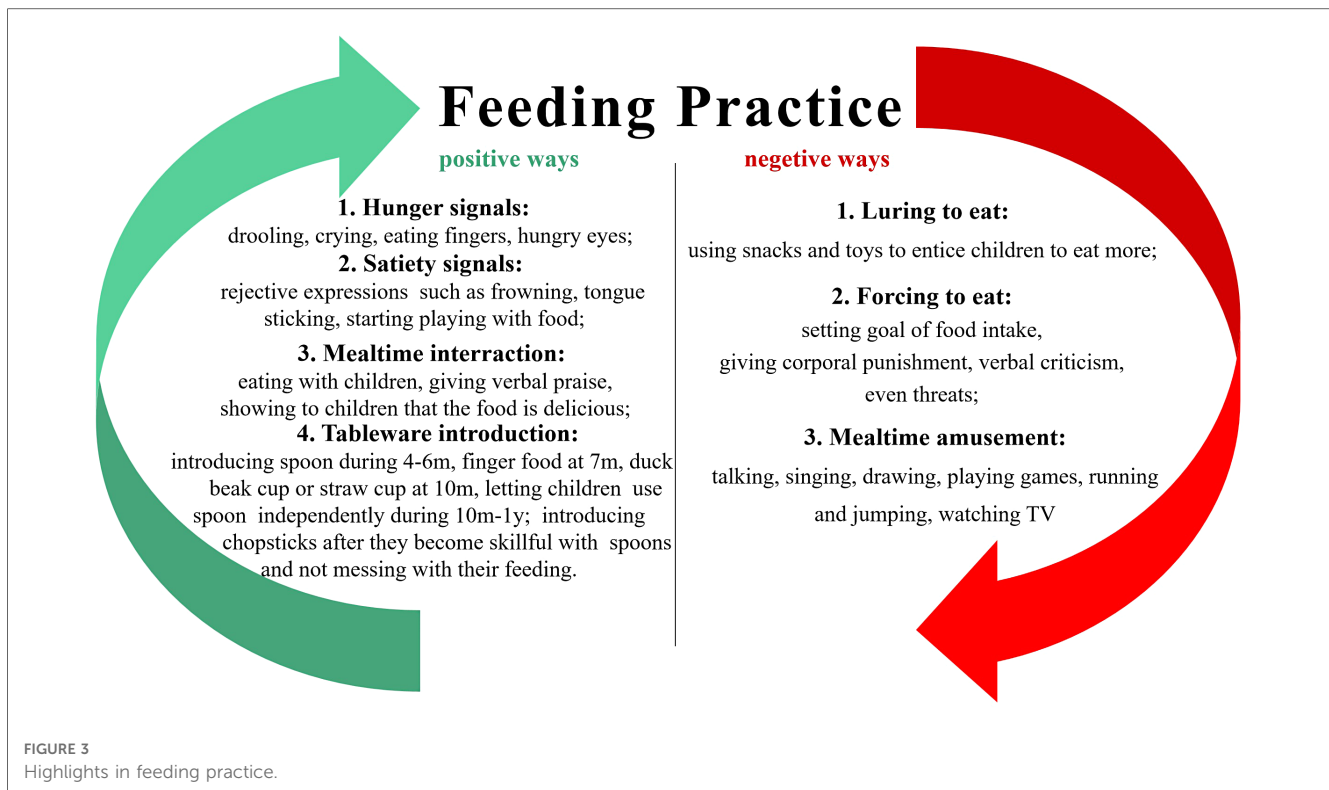 Feeding Practice
positive ways
1. Hunger signals:
drooling, crying, eating fingers, hungry eyes;
2. Satiety signals:
rejective expressions such as frowning, tongue
sticking, starting playing with food;
3. Mealtime interraction:
eating with children, giving verbal praise,
showing to children that the food is delicious;
4. Tableware introduction:
introducing spoon during 4-6m, finger food at 7m, duck
beak cup or straw cup at 10m, letting children use
spoon independently during 10m-1y; introducing
chopsticks after they become skillful with spoons
and not messing with their feeding.
negetive ways
1. Luring to eat:
using snacks and toys to entice children to eat more;
2. Forcing to eat:
setting goal of food intake,
giving corporal punishment, verbal criticism,
even threats;
3. Mealtime amusement:
talking, singing, drawing, playing games, running
and jumping, watching TV
FIGURE 3
Highlights in feeding practice.